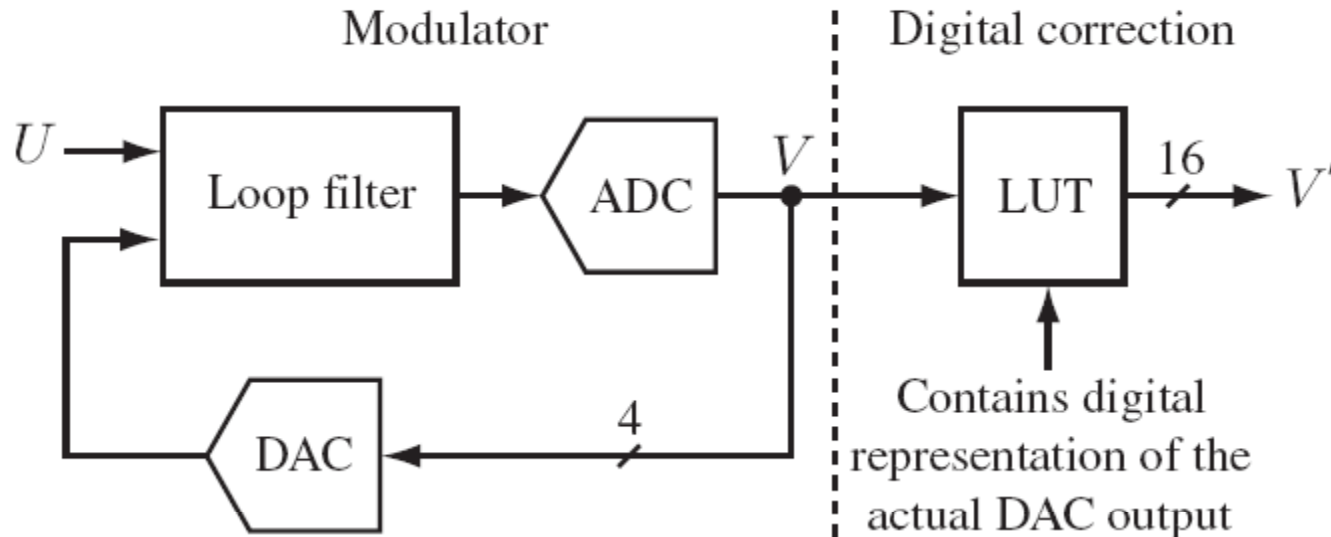 Modulator
Digital correction
U
Loop filter
ADC
V
LUT
16
V'
DAC
4
Contains digital
representation of the
actual DAC output